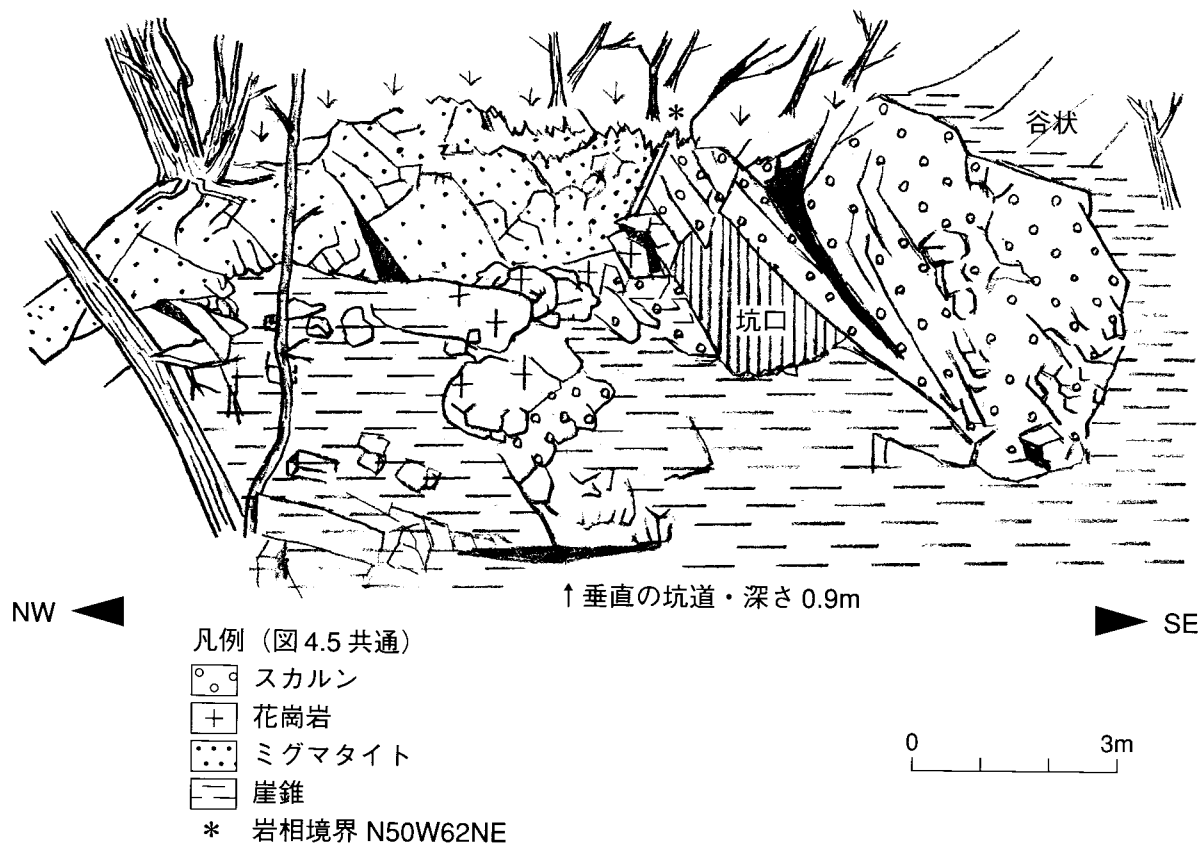 谷状
坑口
↑垂直の坑道・深さ 0.9m
NW
SE
凡例（図 4.5 共通）
スカルン
花崗岩
ミグマタイト
崖錐
* 岩相境界 N50W62NE
0 3m